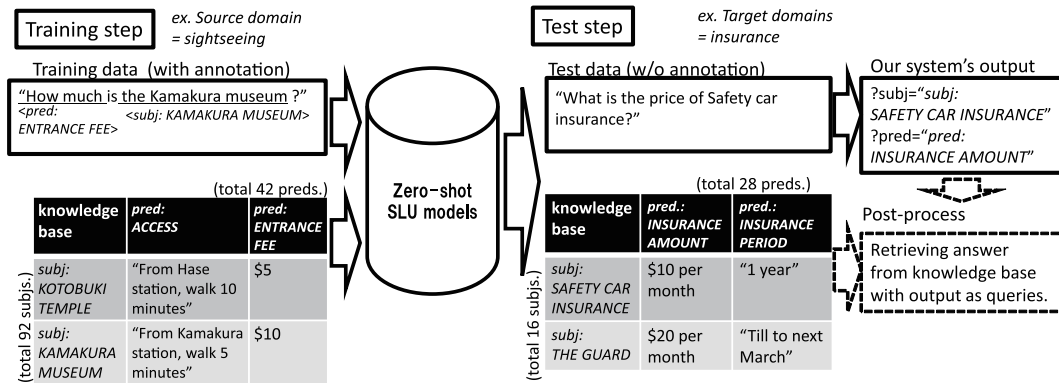 Training step
ex. Source domain
= sightseeing
Training data (with annotation)
“How much is the Kamakura museum ?”
<pred:
ENTRANCE FEE>
<subj: KAMAKURA MUSEUM>
(total 42 preds.)
(total 92 subjs.)
knowledge
base
pred:
ACCESS
pred:
ENTRANCE
FEE
subj:
KOTOBUKI
TEMPLE
“From Hase
station, walk 10
minutes”
$5
subj:
KAMAKURA
MUSEUM
“From Kamakura
station, walk 5
minutes”
$10
Zero-shot
SLU models
Test step
ex. Target domains
= insurance
Test data (w/o annotation)
“What is the price of Safety car
insurance?”
(total 28 preds.)
(total 16 subjs.)
knowledge
base
pred.:
INSURANCE
AMOUNT
pred.:
INSURANCE
PERIOD
subj:
SAFETY CAR
INSURANCE
$10 per
month
“1 year”
subj:
THE GUARD
$20 per
month
“Till to next
March”
Our system’s output
?subj=“subj:
SAFETY CAR INSURANCE”
?pred=“pred:
INSURANCE AMOUNT”
Post-process
Retrieving answer
from knowledge base
with output as queries.